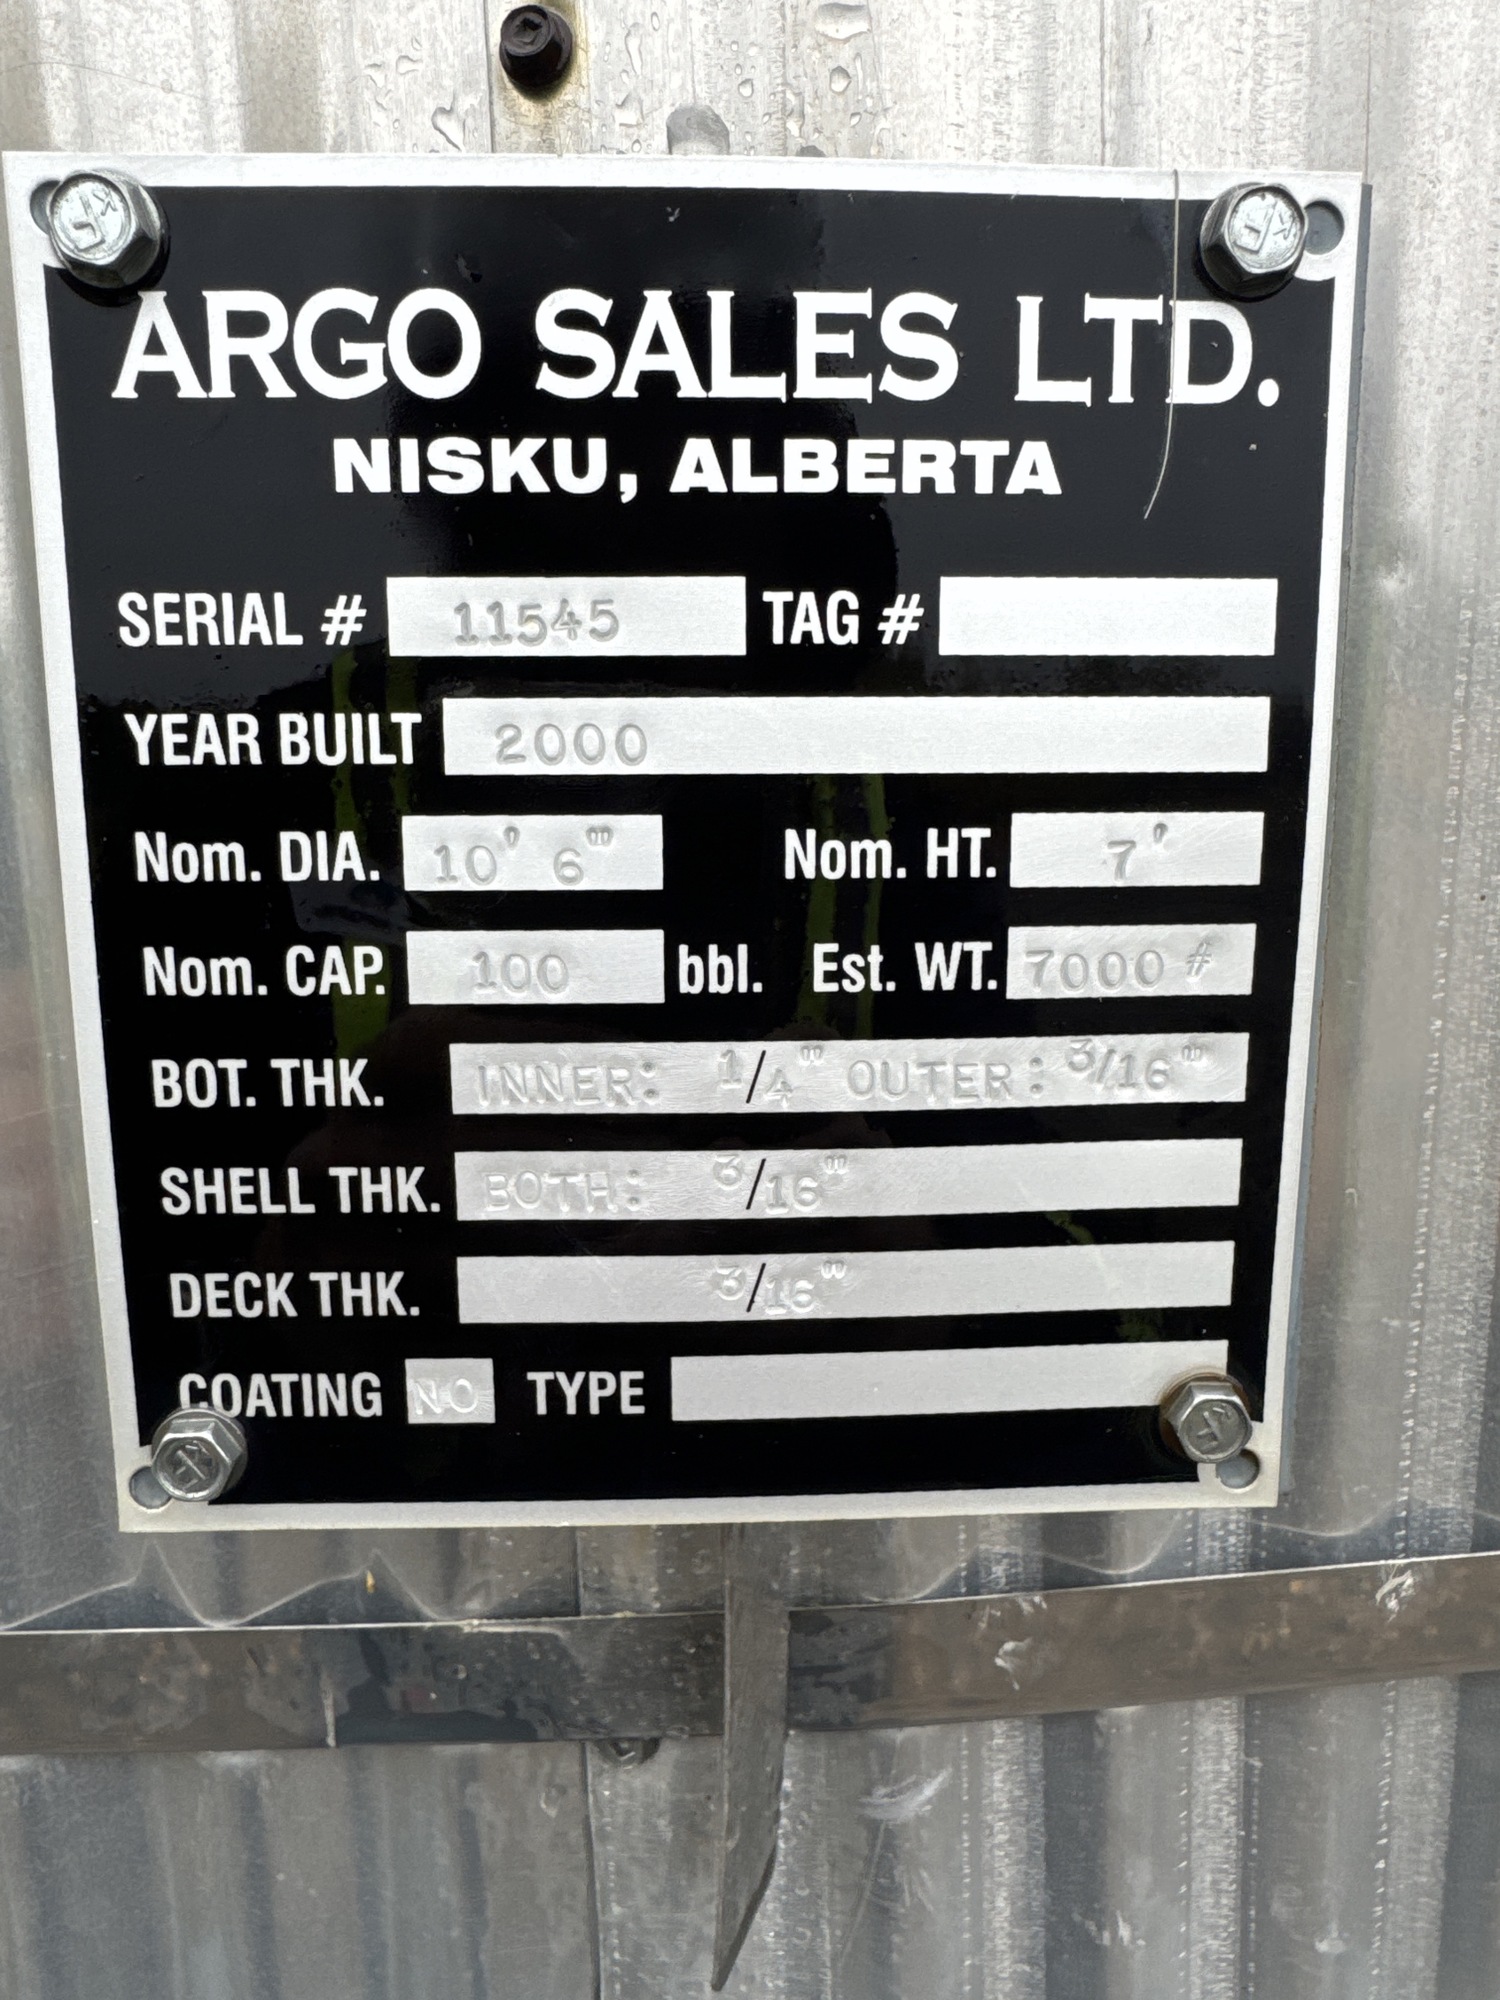 ARGO SALES LTD.
NISKU, ALBERTA
SERIAL # 11545 TAG #
YEAR BUILT 2000
Nom. DIA. 10' 6" Nom. HT. 7'
Nom. CAP. 100 bbl. Est. WT. 7000 #
BOT. THK. INNER: 1/4" OUTER: 3/16"
SHELL THK. BOTH: 3/16"
DECK THK. 3/16"
COATING NO TYPE